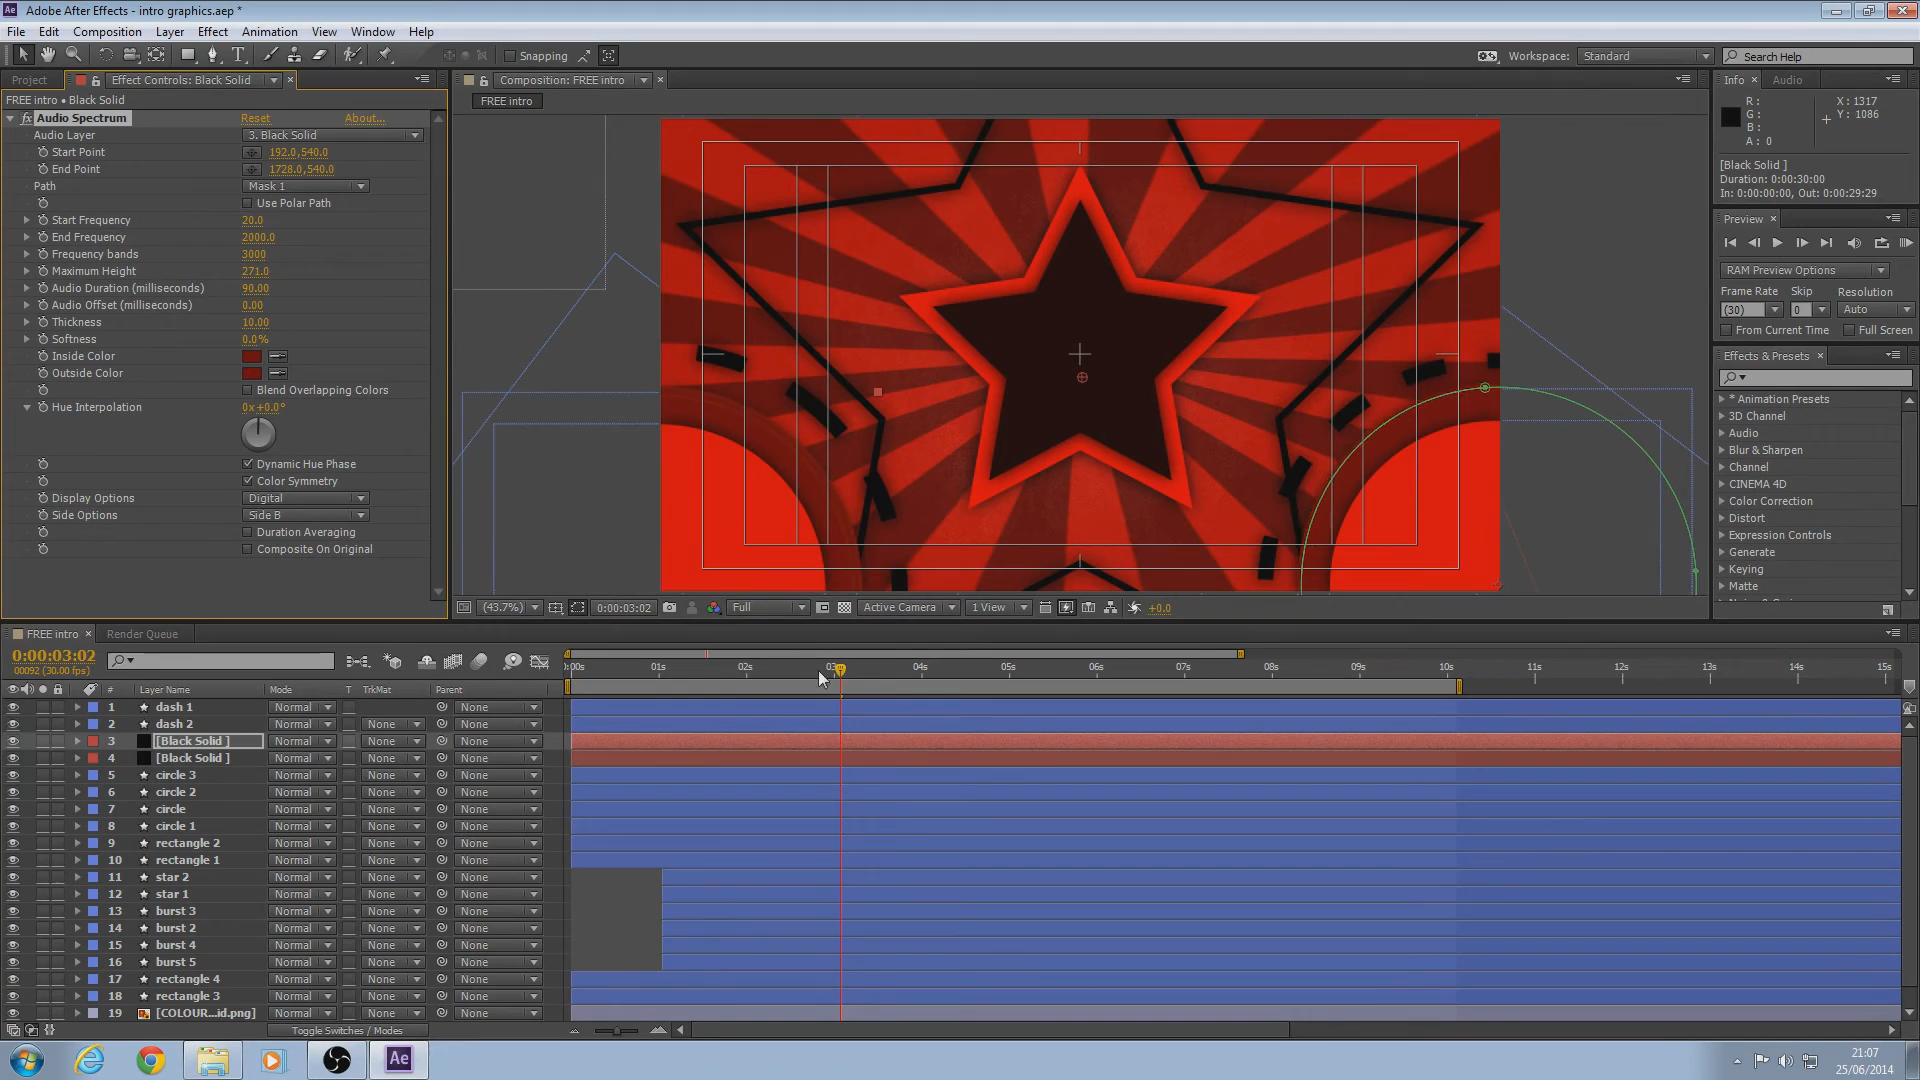 Adobe After Effects - intro graphics.aep *
File Edit Composition Layer Effect Animation View Window Help
Snapping
Workspace: Standard
Search Help
Project
Effect Controls: Black Solid
FREE intro • Black Solid
fx Audio Spectrum Reset About...
Audio Layer 3. Black Solid
Start Point 192.0,540.0
End Point 1728.0,540.0
Path Mask 1
Use Polar Path
Start Frequency 20.0
End Frequency 2000.0
Frequency bands 3000
Maximum Height 271.0
Audio Duration (milliseconds) 90.00
Audio Offset (milliseconds) 0.00
Thickness 10.00
Softness 0.0%
Inside Color
Outside Color
Blend Overlapping Colors
Hue Interpolation 0x+0.0°
Dynamic Hue Phase
Color Symmetry
Display Options Digital
Side Options Side B
Duration Averaging
Composite On Original
Composition: FREE intro
FREE intro
(43.7%) 0:00:03:02 Full Active Camera 1 View +0.0
Info Audio
R: X: 1317
G: Y: 1086
B:
A: 0
[Black Solid ]
Duration: 0:00:30:00
In: 0:00:00:00, Out: 0:00:29:29
Preview
RAM Preview Options
Frame Rate Skip Resolution
(30) 0 Auto
From Current Time Full Screen
Effects & Presets
* Animation Presets
3D Channel
Audio
Blur & Sharpen
Channel
CINEMA 4D
Color Correction
Distort
Expression Controls
Generate
Keying
Matte
FREE intro Render Queue
0:00:03:02
00092 (30.00 fps)
:00s 01s 02s 03s 04s 05s 06s 07s 08s 09s 10s 11s 12s 13s 14s 15s
# Layer Name Mode T TrkMat Parent
1 dash 1 Normal None
2 dash 2 Normal None None
3 [Black Solid ] Normal None None
4 [Black Solid ] Normal None None
5 circle 3 Normal None None
6 circle 2 Normal None None
7 circle Normal None None
8 circle 1 Normal None None
9 rectangle 2 Normal None None
10 rectangle 1 Normal None None
11 star 2 Normal None None
12 star 1 Normal None None
13 burst 3 Normal None None
14 burst 2 Normal None None
15 burst 4 Normal None None
16 burst 5 Normal None None
17 rectangle 4 Normal None None
18 rectangle 3 Normal None None
19 [COLOUR...id.png] Normal None None
Toggle Switches / Modes
Ae
21:07
25/06/2014